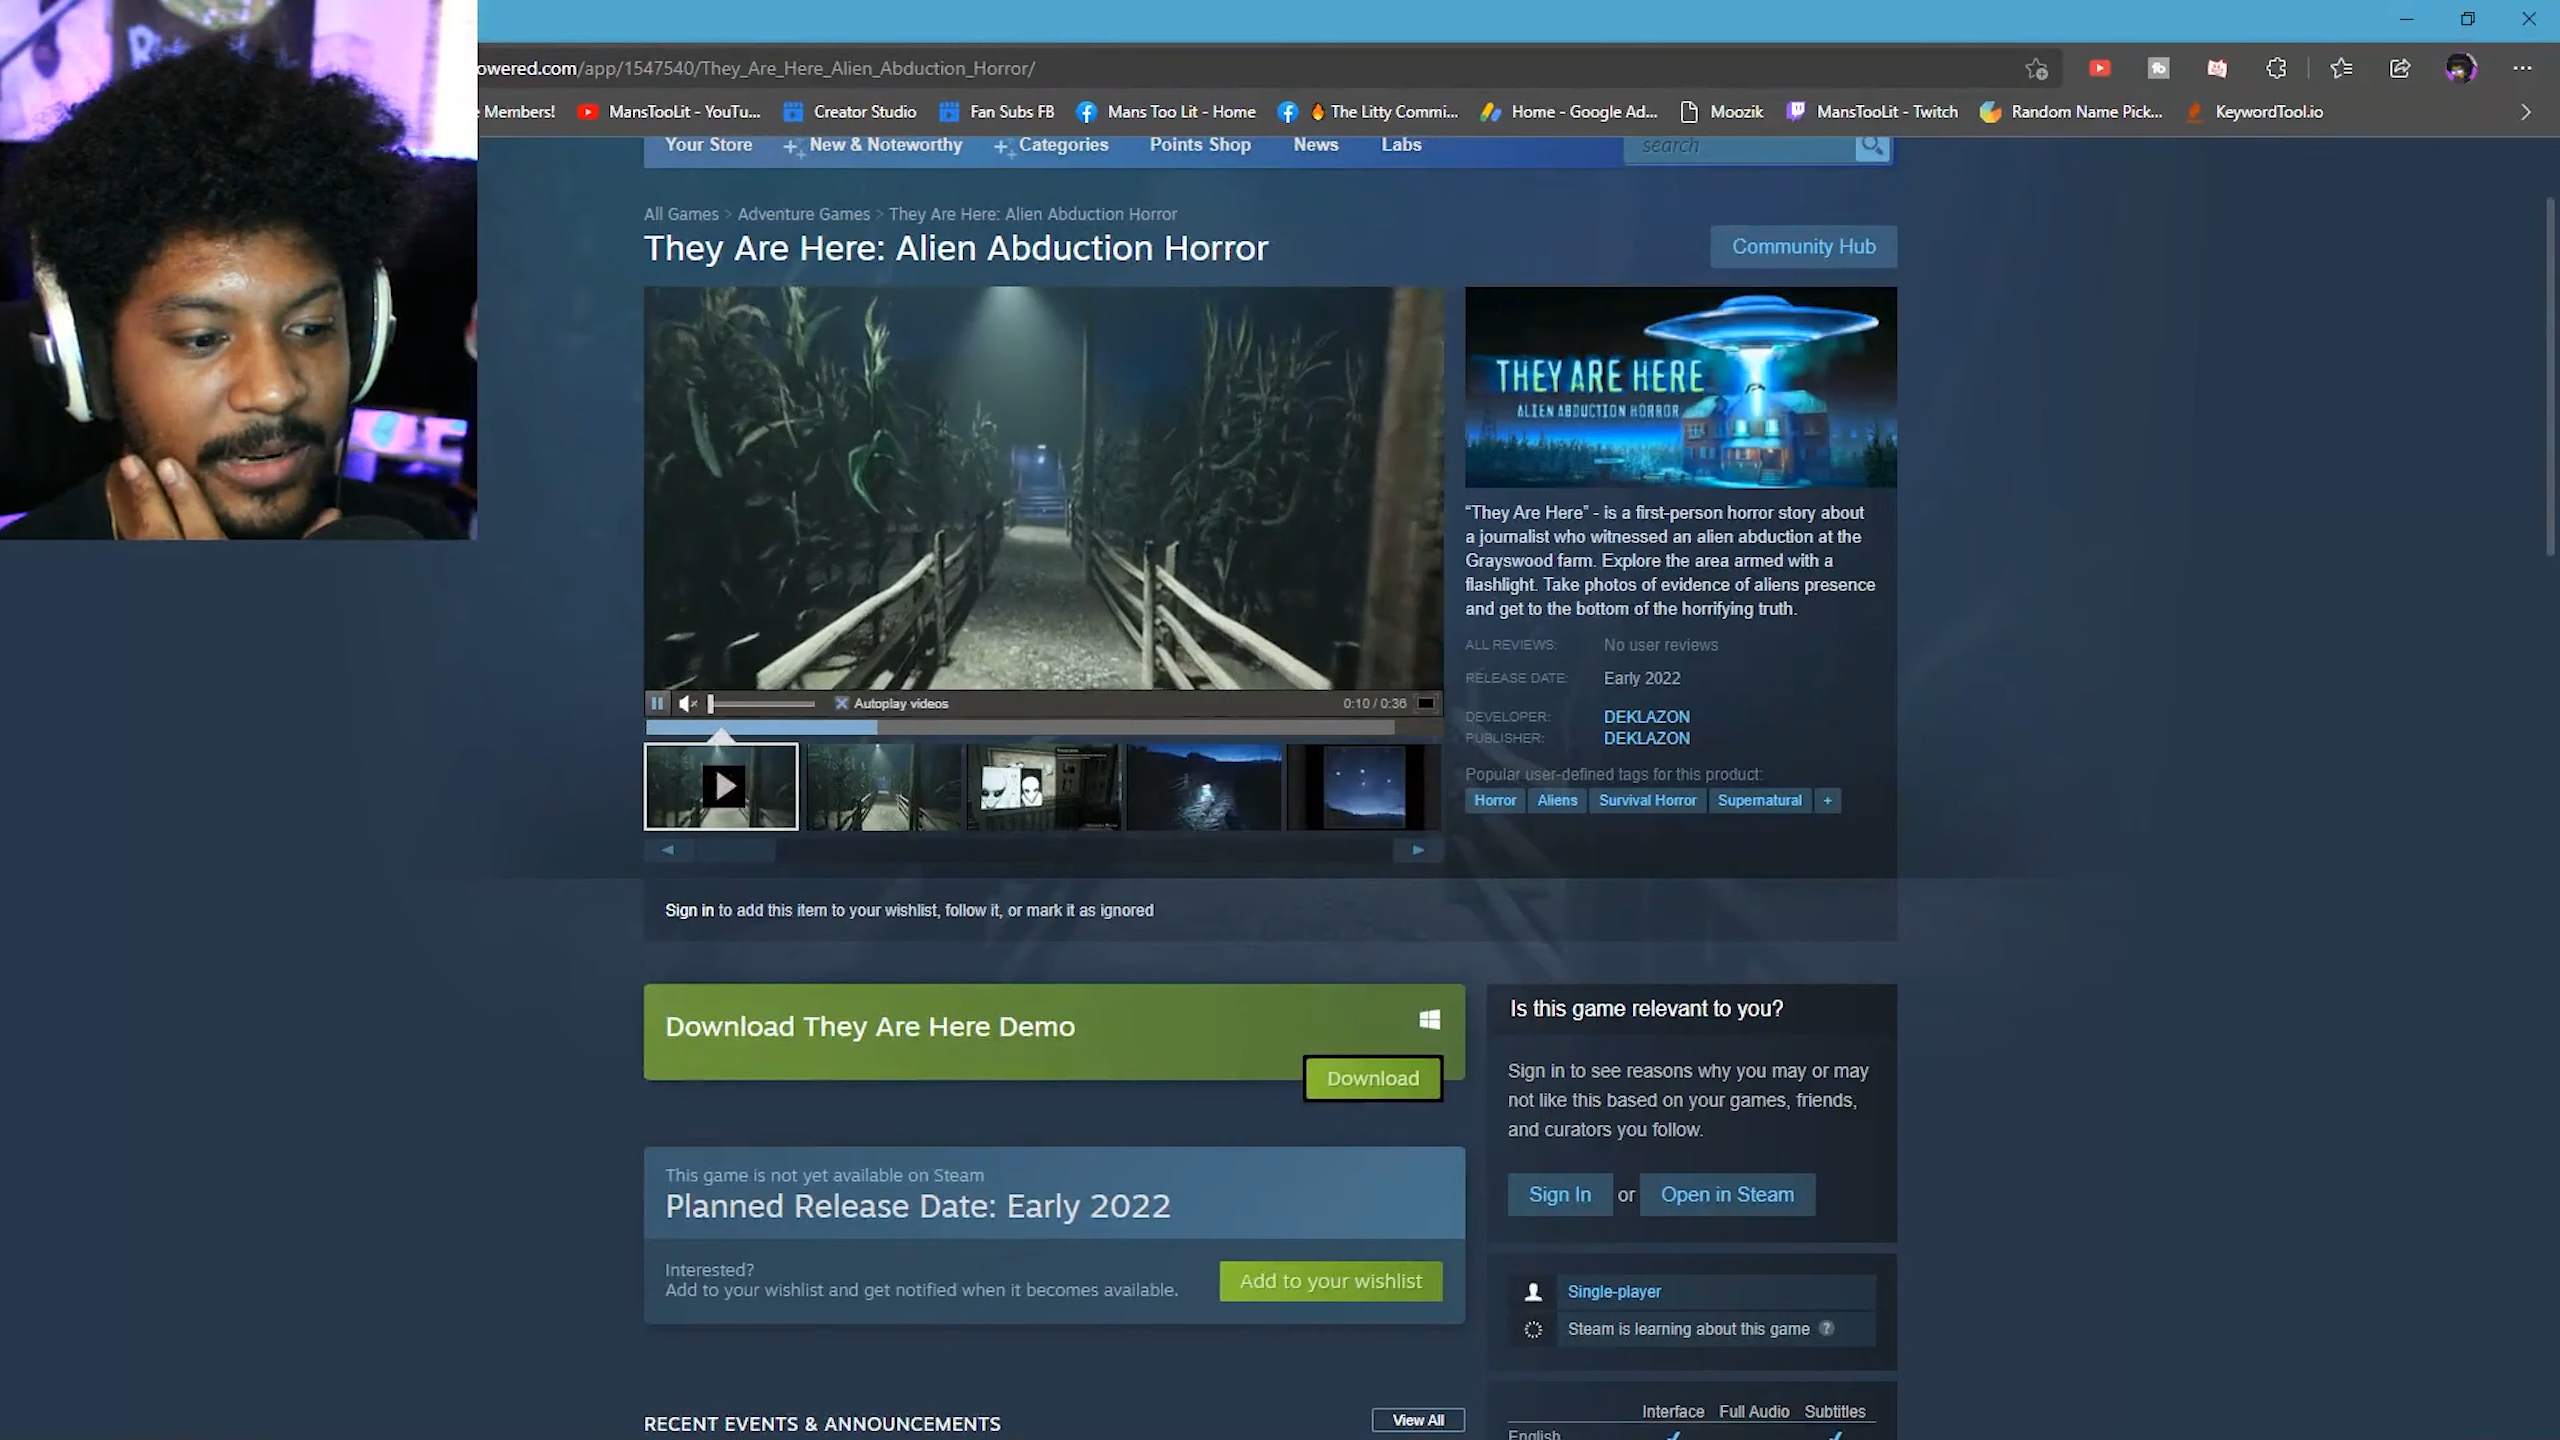 owered.com/app/1547540/They_Are_Here_Alien_Abduction_Horror/
e Members! MansTooLit - YouTu... Creator Studio Fan Subs FB Mans Too Lit - Home The Litty Commi... Home - Google Ad... Moozik MansTooLit - Twitch Random Name Pick... KeywordTool.io
Your Store New & Noteworthy Categories Points Shop News Labs search
All Games > Adventure Games > They Are Here: Alien Abduction Horror
They Are Here: Alien Abduction Horror
Community Hub
THEY ARE HERE
ALIEN ABDUCTION HORROR
“They Are Here” - is a first-person horror story about
a journalist who witnessed an alien abduction at the
Grayswood farm. Explore the area armed with a
flashlight. Take photos of evidence of aliens presence
and get to the bottom of the horrifying truth.
ALL REVIEWS: No user reviews
RELEASE DATE: Early 2022
DEVELOPER: DEKLAZON
PUBLISHER: DEKLAZON
Popular user-defined tags for this product:
Horror Aliens Survival Horror Supernatural +
Autoplay videos 0:10 / 0:36
Sign in to add this item to your wishlist, follow it, or mark it as ignored
Download They Are Here Demo
Download
This game is not yet available on Steam
Planned Release Date: Early 2022
Interested?
Add to your wishlist and get notified when it becomes available.
Add to your wishlist
Is this game relevant to you?
Sign in to see reasons why you may or may
not like this based on your games, friends,
and curators you follow.
Sign In or Open in Steam
Single-player
Steam is learning about this game ?
Interface Full Audio Subtitles
English
RECENT EVENTS & ANNOUNCEMENTS
View All